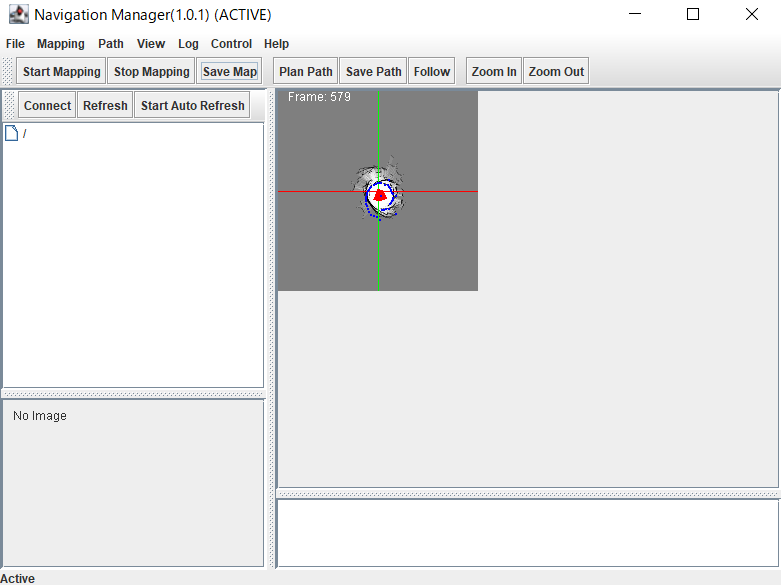 Navigation Manager(1.0.1) (ACTIVE)
File Mapping Path View Log Control Help
Start Mapping Stop Mapping Save Map Plan Path Save Path Follow Zoom In Zoom Out
Connect Refresh Start Auto Refresh
Frame: 579
/
No Image
Active